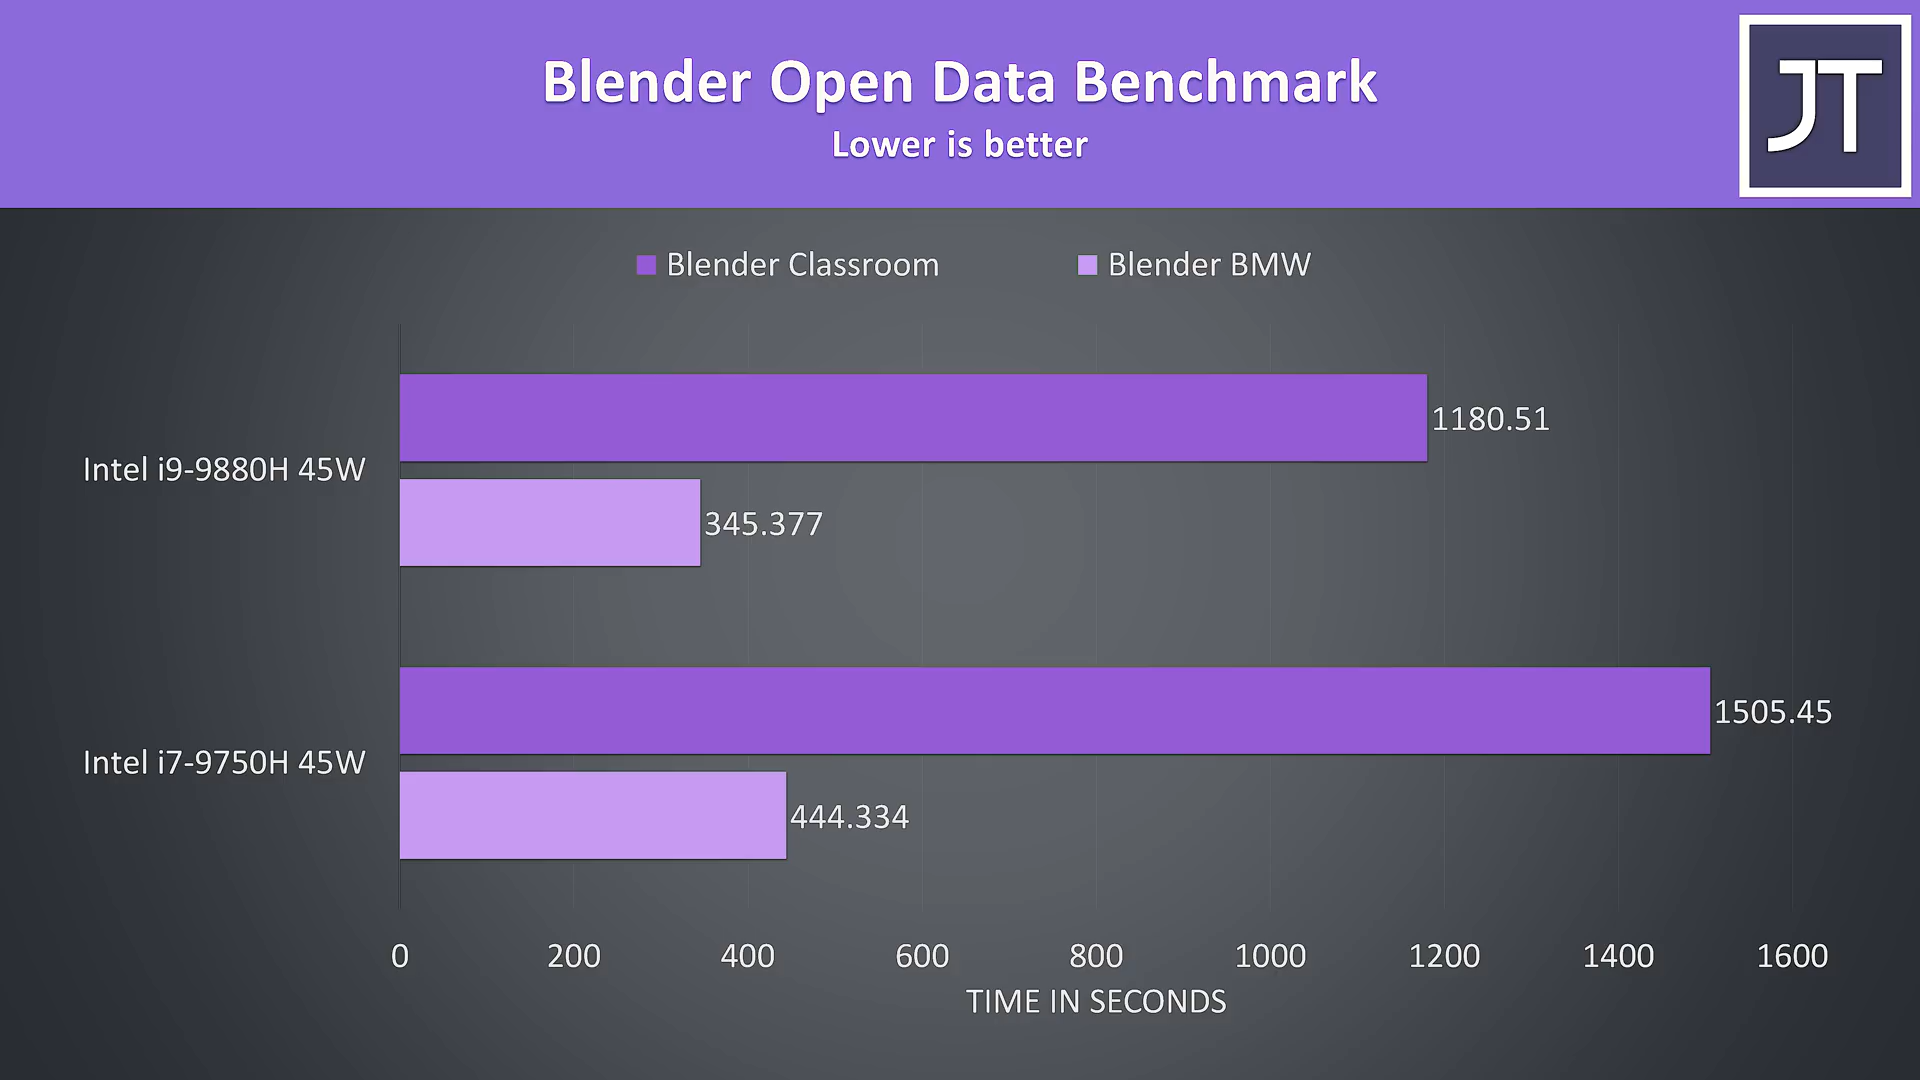 Blender Open Data Benchmark
Lower is better
JT
Blender Classroom
Blender BMW
Intel i9-9880H 45W
1180.51
345.377
Intel i7-9750H 45W
1505.45
444.334
0 200 400 600 800 1000 1200 1400 1600
TIME IN SECONDS